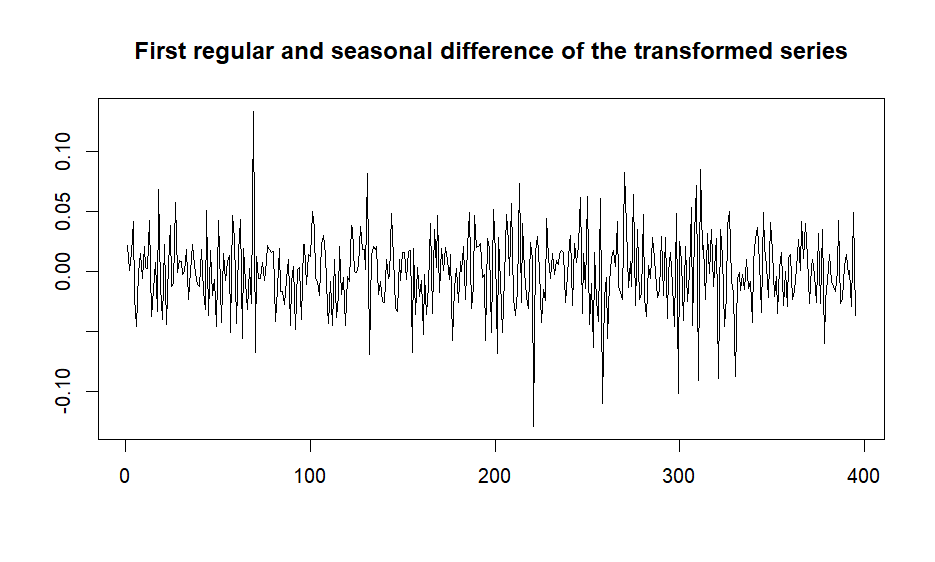 First regular and seasonal difference of the transformed series
0.10
0.05
0.00
-0.10
0 100 200 300 400